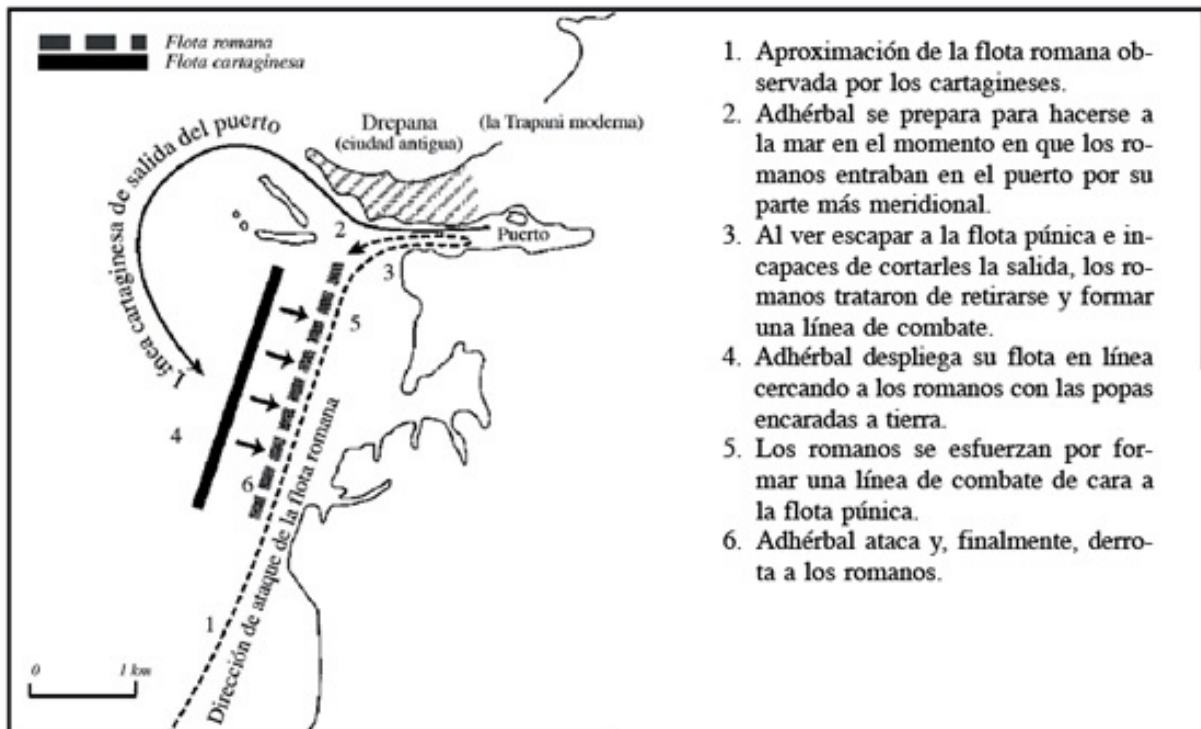 Flota romana
Flota cartaginesa
Línea cartaginesa de salida del puerto
Drepana
(ciudad antigua)
(la Trapani moderna)
Puerto
2
3
5
4
6
1
Dirección de ataque de la flota romana
0 1 km
1. Aproximación de la flota romana ob-
servada por los cartagineses.
2. Adhérbal se prepara para hacerse a
la mar en el momento en que los ro-
manos entraban en el puerto por su
parte más meridional.
3. Al ver escapar a la flota púnica e in-
capaces de cortarles la salida, los ro-
manos trataron de retirarse y formar
una línea de combate.
4. Adhérbal despliega su flota en línea
cercando a los romanos con las popas
encaradas a tierra.
5. Los romanos se esfuerzan por for-
mar una línea de combate de cara a
la flota púnica.
6. Adhérbal ataca y, finalmente, derro-
ta a los romanos.